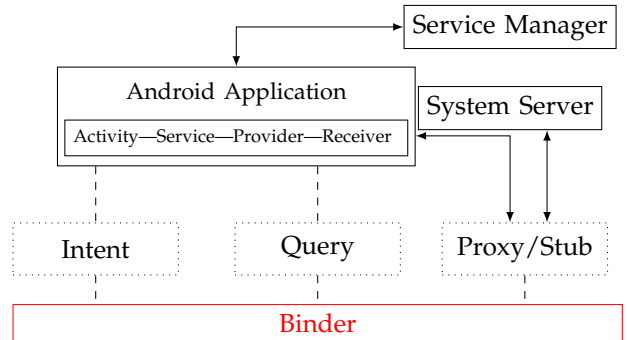 Service Manager
Android Application
System Server
Activity—Service—Provider—Receiver
Intent
Query
Proxy/Stub
Binder